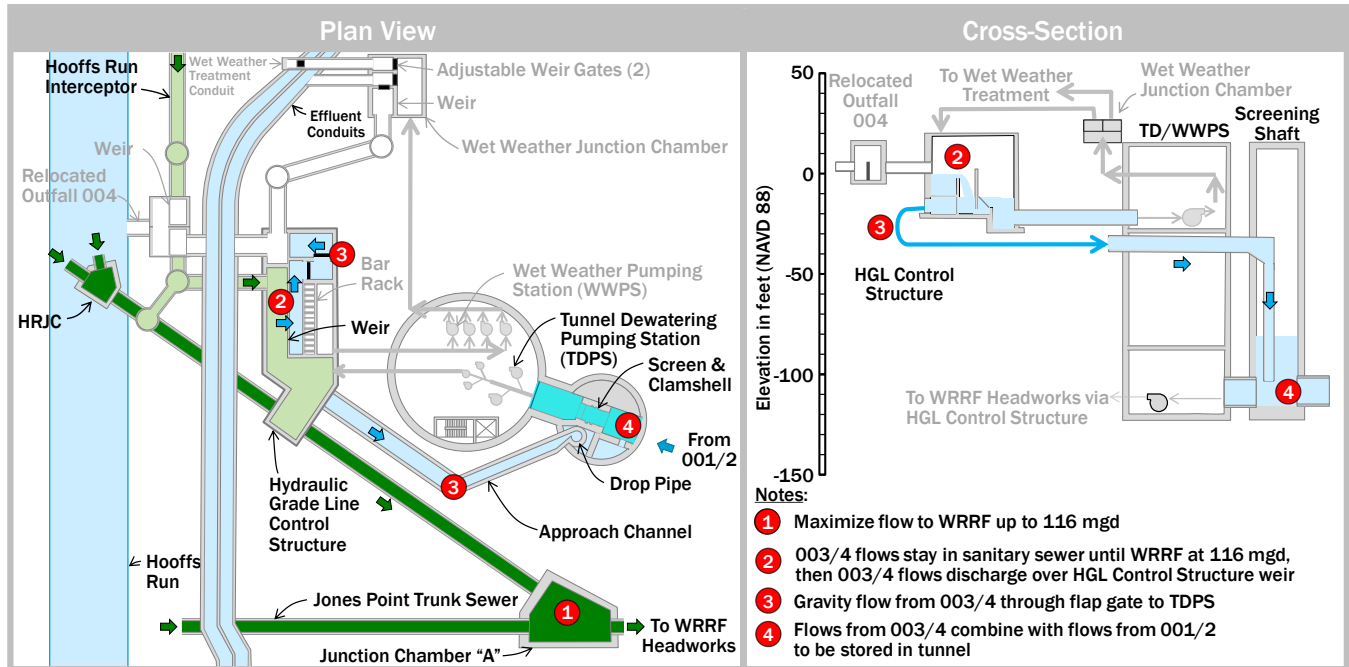 Plan View
Hooffs Run
Interceptor
Wet Weather
Treatment
Conduit
Adjustable Weir Gates (2)
Weir
Effluent
Conduits
Wet Weather Junction Chamber
Weir
Relocated
Outfall 004
3
Bar
Rack
2
Wet Weather Pumping
Station (WWPS)
HRJC
Weir
Tunnel Dewatering
Pumping Station
(TDPS)
Screen &
Clamshell
4
From
001/2
Drop Pipe
3
Hydraulic
Grade Line
Control
Structure
Approach Channel
Hooffs
Run
Jones Point Trunk Sewer
1
To WRRF
Headworks
Junction Chamber "A"
Cross-Section
Elevation in feet (NAVD 88)
50
0
-50
-100
-150
Relocated
Outfall
004
To Wet Weather
Treatment
Wet Weather
Junction Chamber
TD/WWPS
Screening
Shaft
2
3
HGL Control
Structure
To WRRF Headworks via
HGL Control Structure
4
Notes:
1 Maximize flow to WRRF up to 116 mgd
2 003/4 flows stay in sanitary sewer until WRRF at 116 mgd,
then 003/4 flows discharge over HGL Control Structure weir
3 Gravity flow from 003/4 through flap gate to TDPS
4 Flows from 003/4 combine with flows from 001/2
to be stored in tunnel